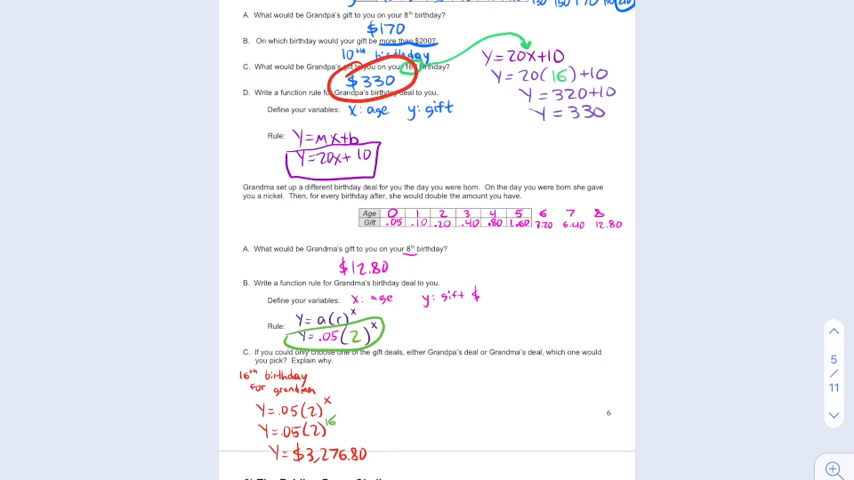 A. What would be Grandpa's gift to you on your 8th birthday?
$170
B. On which birthday would your gift be more than $200?
10th birthday
C. What would be Grandpa's gift to you on your 16th birthday?
$330
Y=20x+10
Y=20(16)+10
Y=320+10
Y=330
D. Write a function rule for Grandpa's birthday deal to you.
Define your variables: x: age y: gift
Rule: Y=mx+b
Y=20x+10
Grandma set up a different birthday deal for you the day you were born. On the day you were born she gave
you a nickel. Then, for every birthday after, she would double the amount you have.
Age 0 1 2 3 4 5 6 7 8
Gift .05 .10 .20 .40 .80 1.60 3.20 6.40 12.80
A. What would be Grandma's gift to you on your 8th birthday?
$12.80
B. Write a function rule for Grandma's birthday deal to you.
Define your variables: x: age y: gift $
Y=a(r)^x
Rule: Y=.05(2)^x
C. If you could only choose one of the gift deals, either Grandpa's deal or Grandma's deal, which one would
you pick? Explain why.
16th birthday
for grandma
Y=.05(2)^x
Y=.05(2)^16
Y=$3,276.80
6
5
/
11